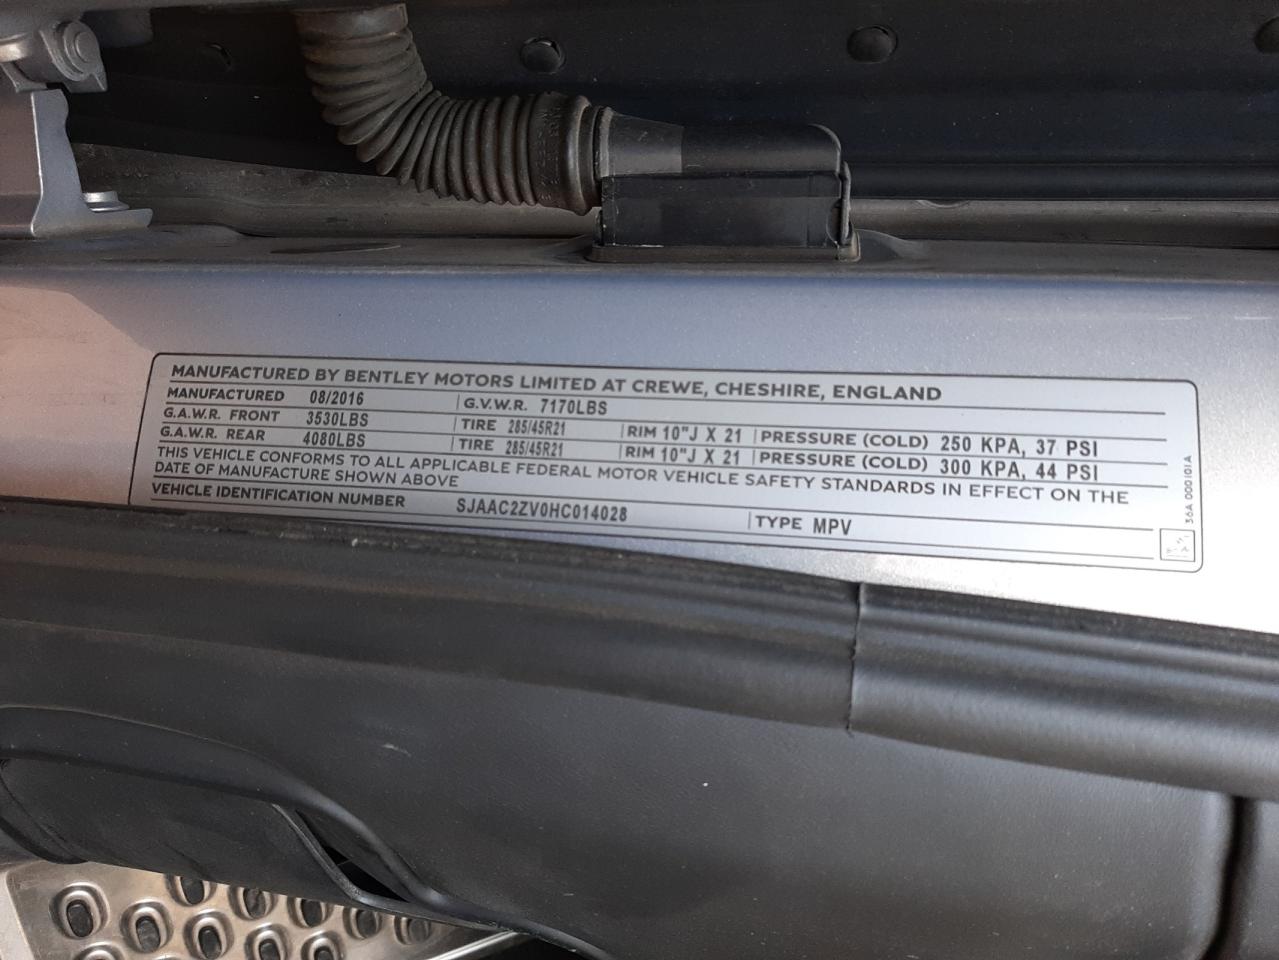 MANUFACTURED BY BENTLEY MOTORS LIMITED AT CREWE, CHESHIRE, ENGLAND
MANUFACTURED 08/2016 G.V.W.R. 7170LBS
G.A.W.R. FRONT 3530LBS TIRE 285/45R21 RIM 10"J X 21 PRESSURE (COLD) 250 KPA, 37 PSI
G.A.W.R. REAR 4080LBS TIRE 285/45R21 RIM 10"J X 21 PRESSURE (COLD) 300 KPA, 44 PSI
THIS VEHICLE CONFORMS TO ALL APPLICABLE FEDERAL MOTOR VEHICLE SAFETY STANDARDS IN EFFECT ON THE
DATE OF MANUFACTURE SHOWN ABOVE
VEHICLE IDENTIFICATION NUMBER SJAAC2ZV0HC014028 TYPE MPV
36A 000101A